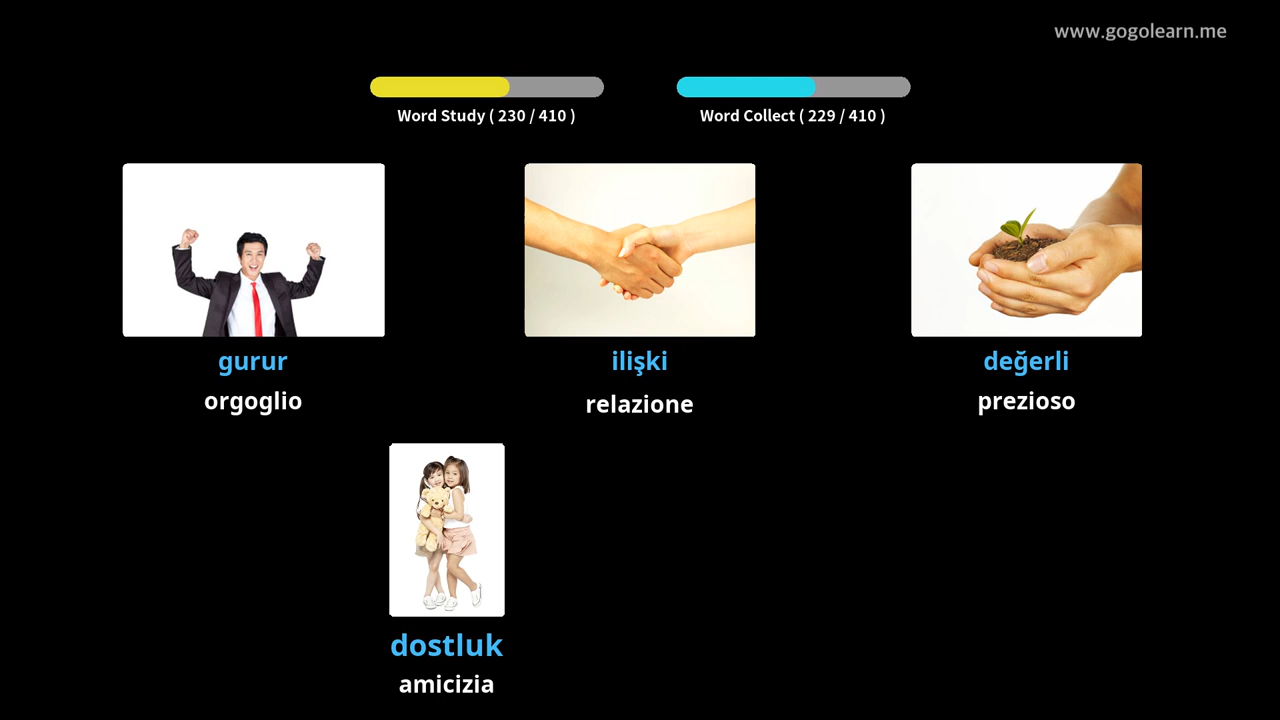 www.gogolearn.me
Word Study ( 230 / 410 )
Word Collect ( 229 / 410 )
gurur
orgoglio
ilişki
relazione
değerli
prezioso
dostluk
amicizia